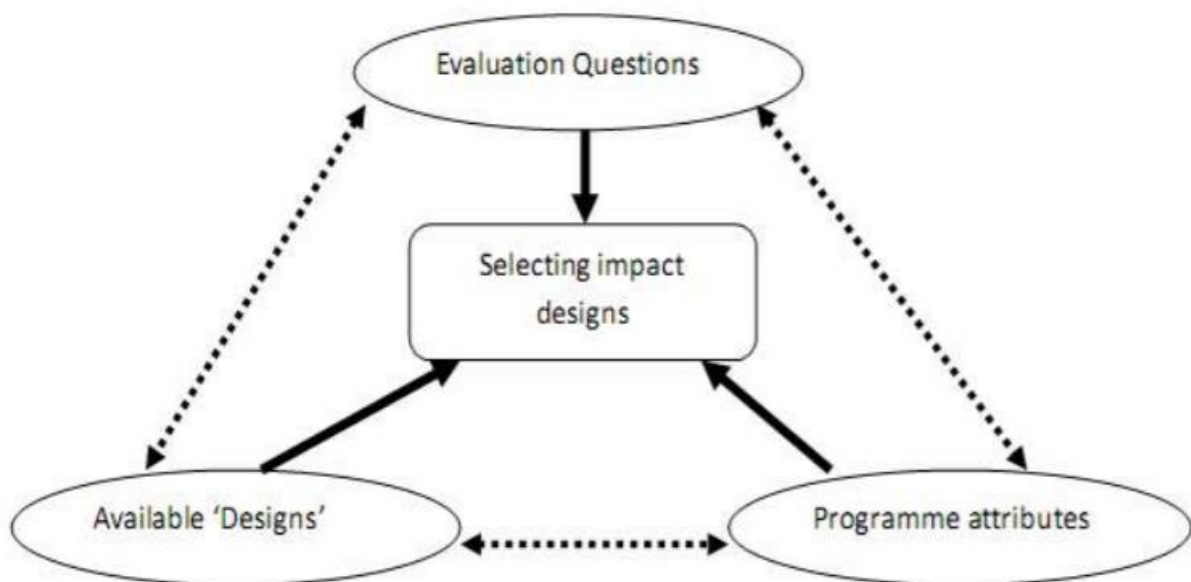 Evaluation Questions
Selecting impact
designs
Available ‘Designs’
Programme attributes